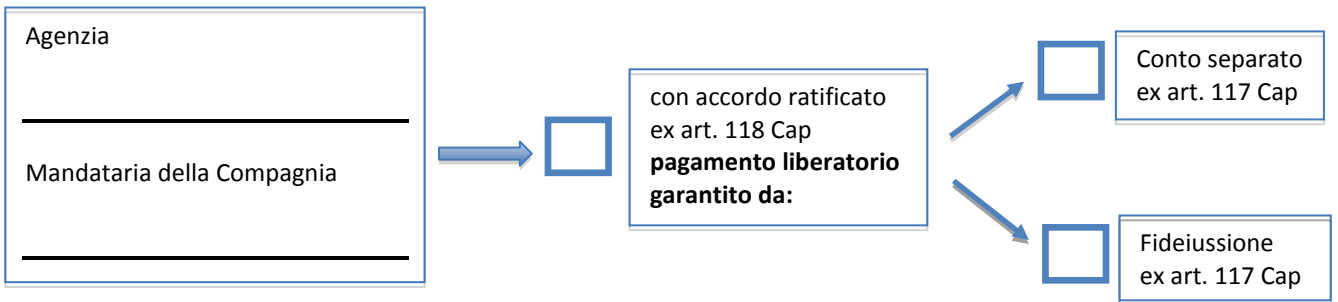 Agenzia
Mandataria della Compagnia
con accordo ratificato
ex art. 118 Cap
pagamento liberatorio
garantito da:
Conto separato
ex art. 117 Cap
Fideiussione
ex art. 117 Cap